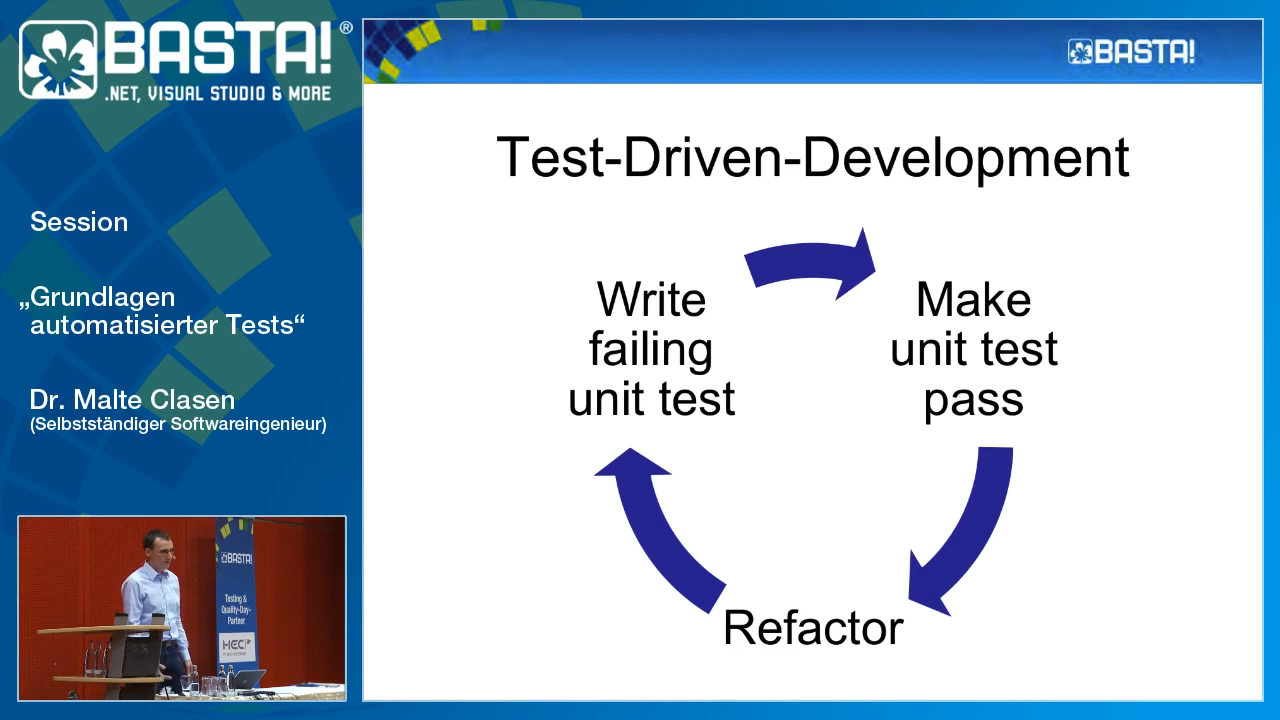 BASTA!®
.NET, VISUAL STUDIO & MORE
Session
„Grundlagen
automatisierter Tests“
Dr. Malte Clasen
(Selbstständiger Softwareingenieur)
BASTA!
Test-Driven-Development
Write
failing
unit test
Make
unit test
pass
Refactor
BASTA!
Testing &
Quality-Day-
Partner
HEC